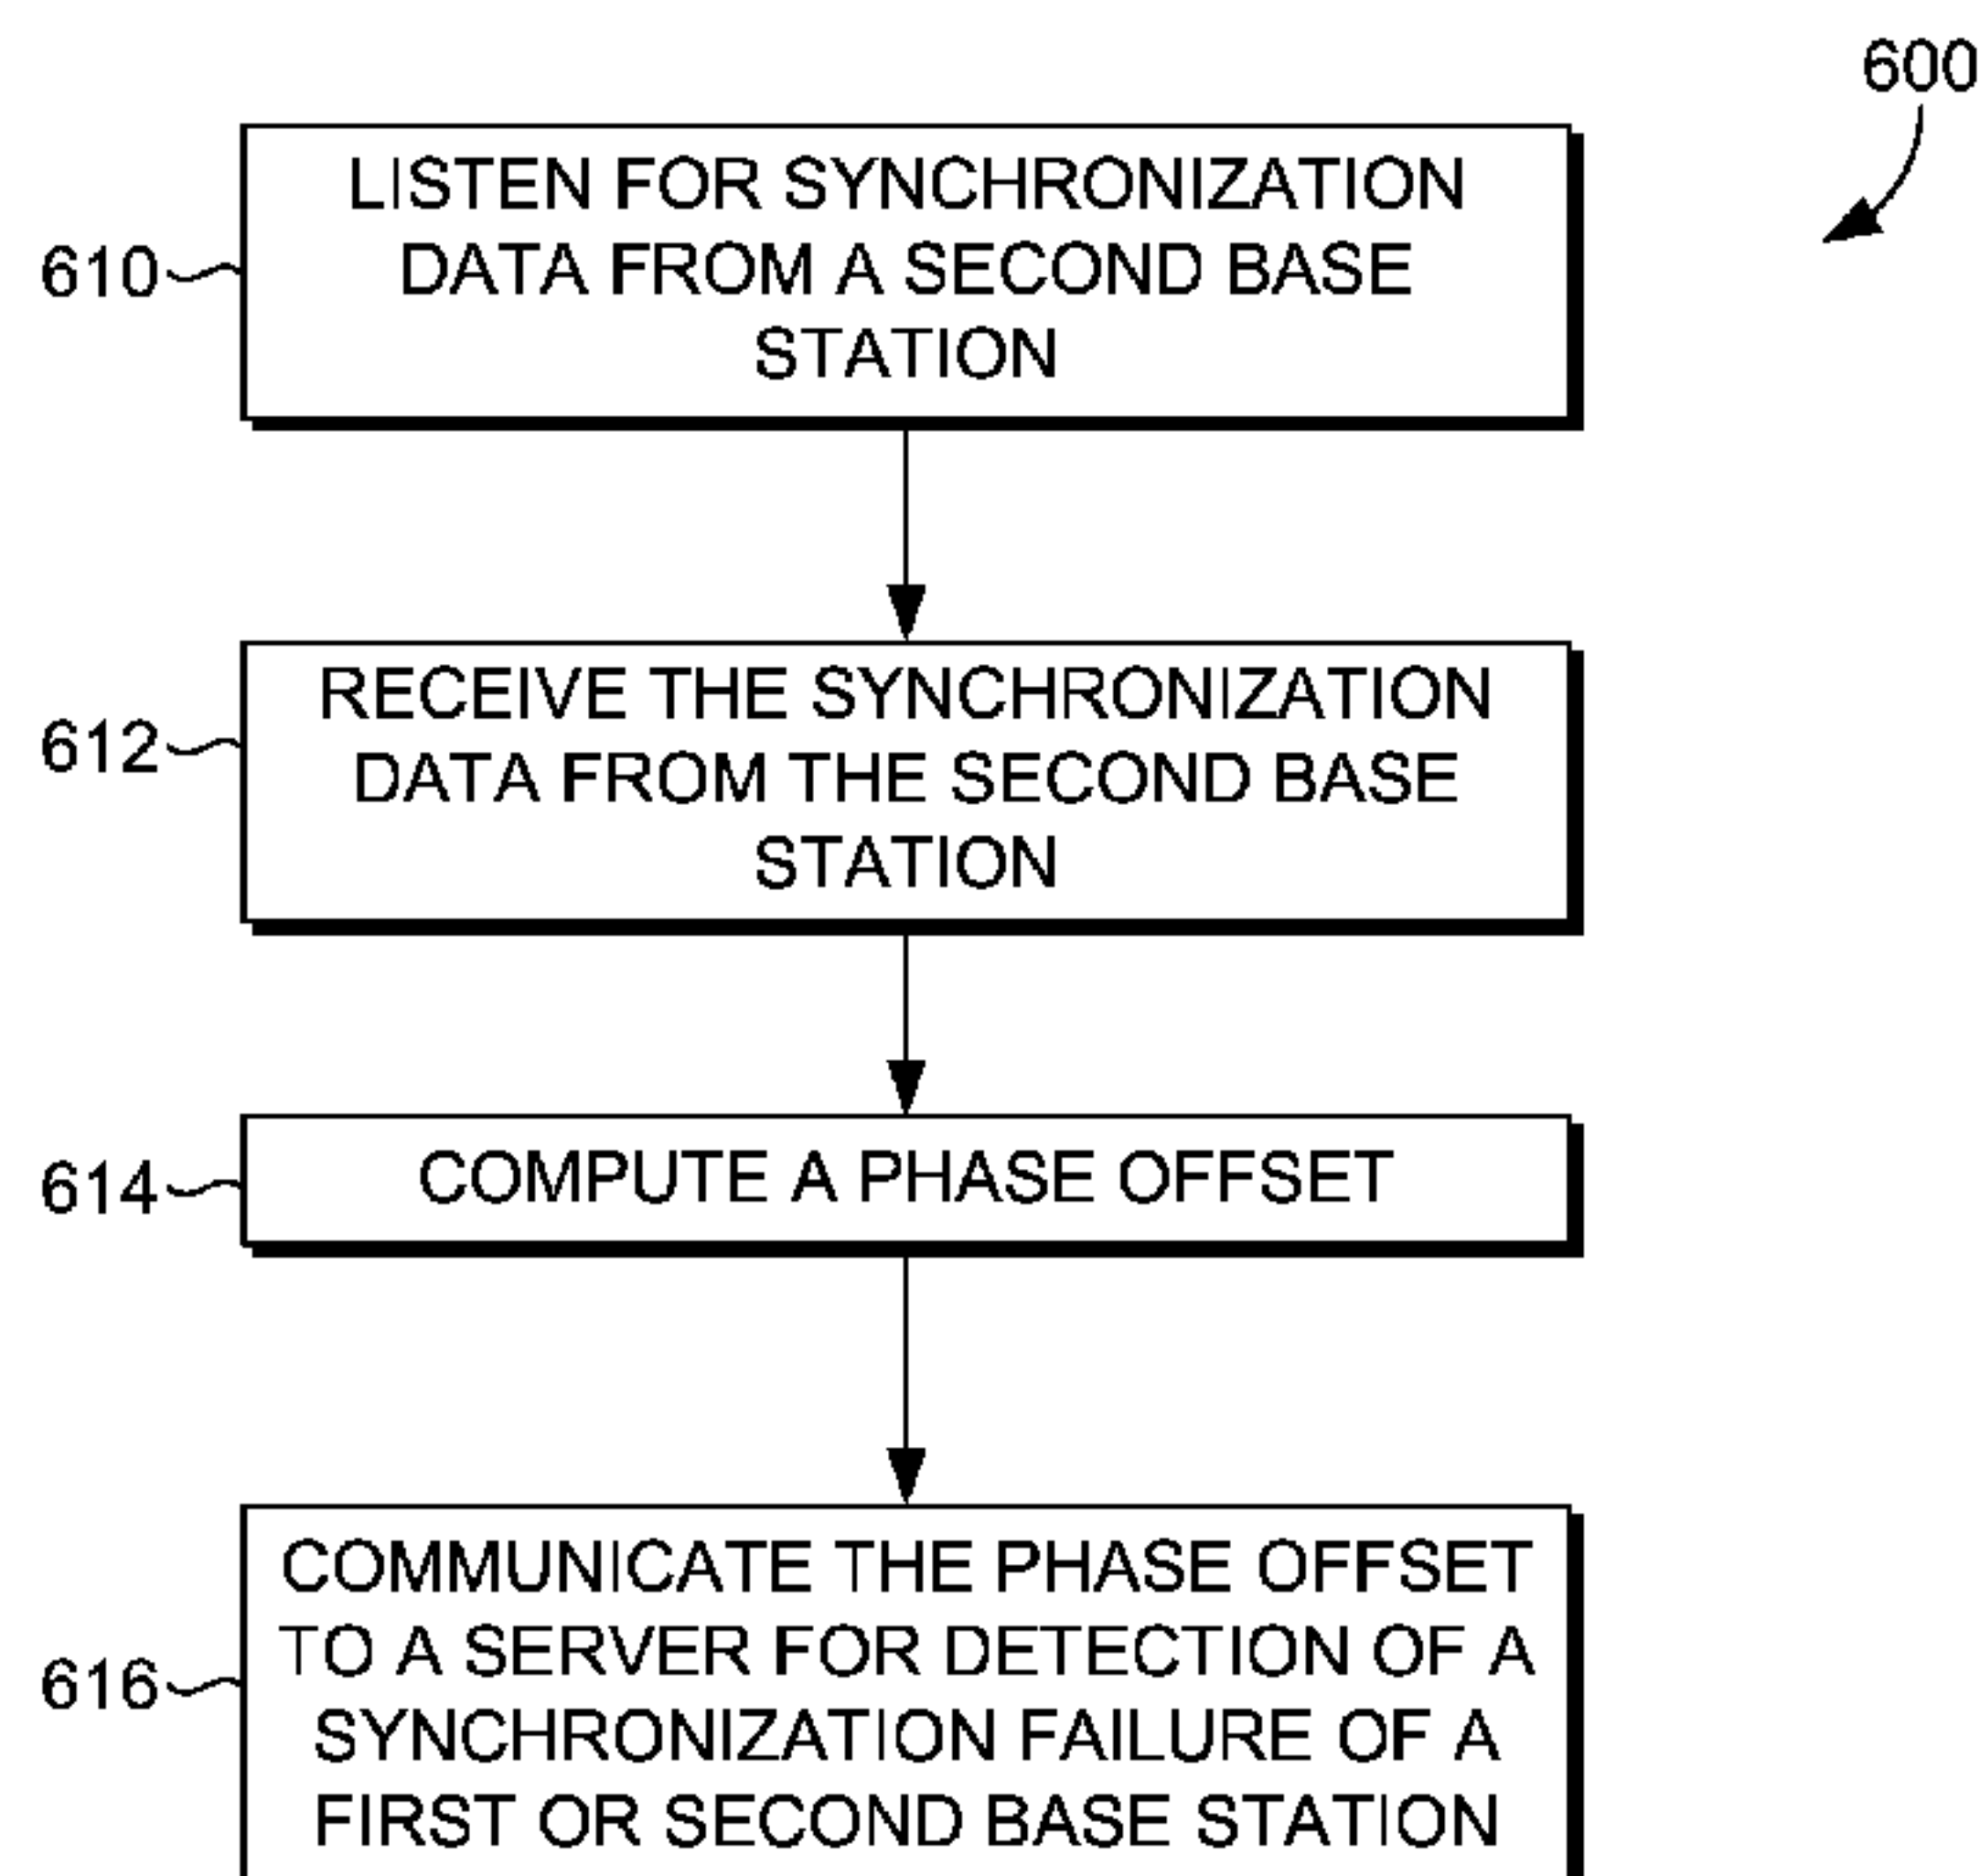 600
LISTEN FOR SYNCHRONIZATION
DATA FROM A SECOND BASE
STATION
610
RECEIVE THE SYNCHRONIZATION
DATA FROM THE SECOND BASE
STATION
612
COMPUTE A PHASE OFFSET
614
COMMUNICATE THE PHASE OFFSET
TO A SERVER FOR DETECTION OF A
SYNCHRONIZATION FAILURE OF A
FIRST OR SECOND BASE STATION
616